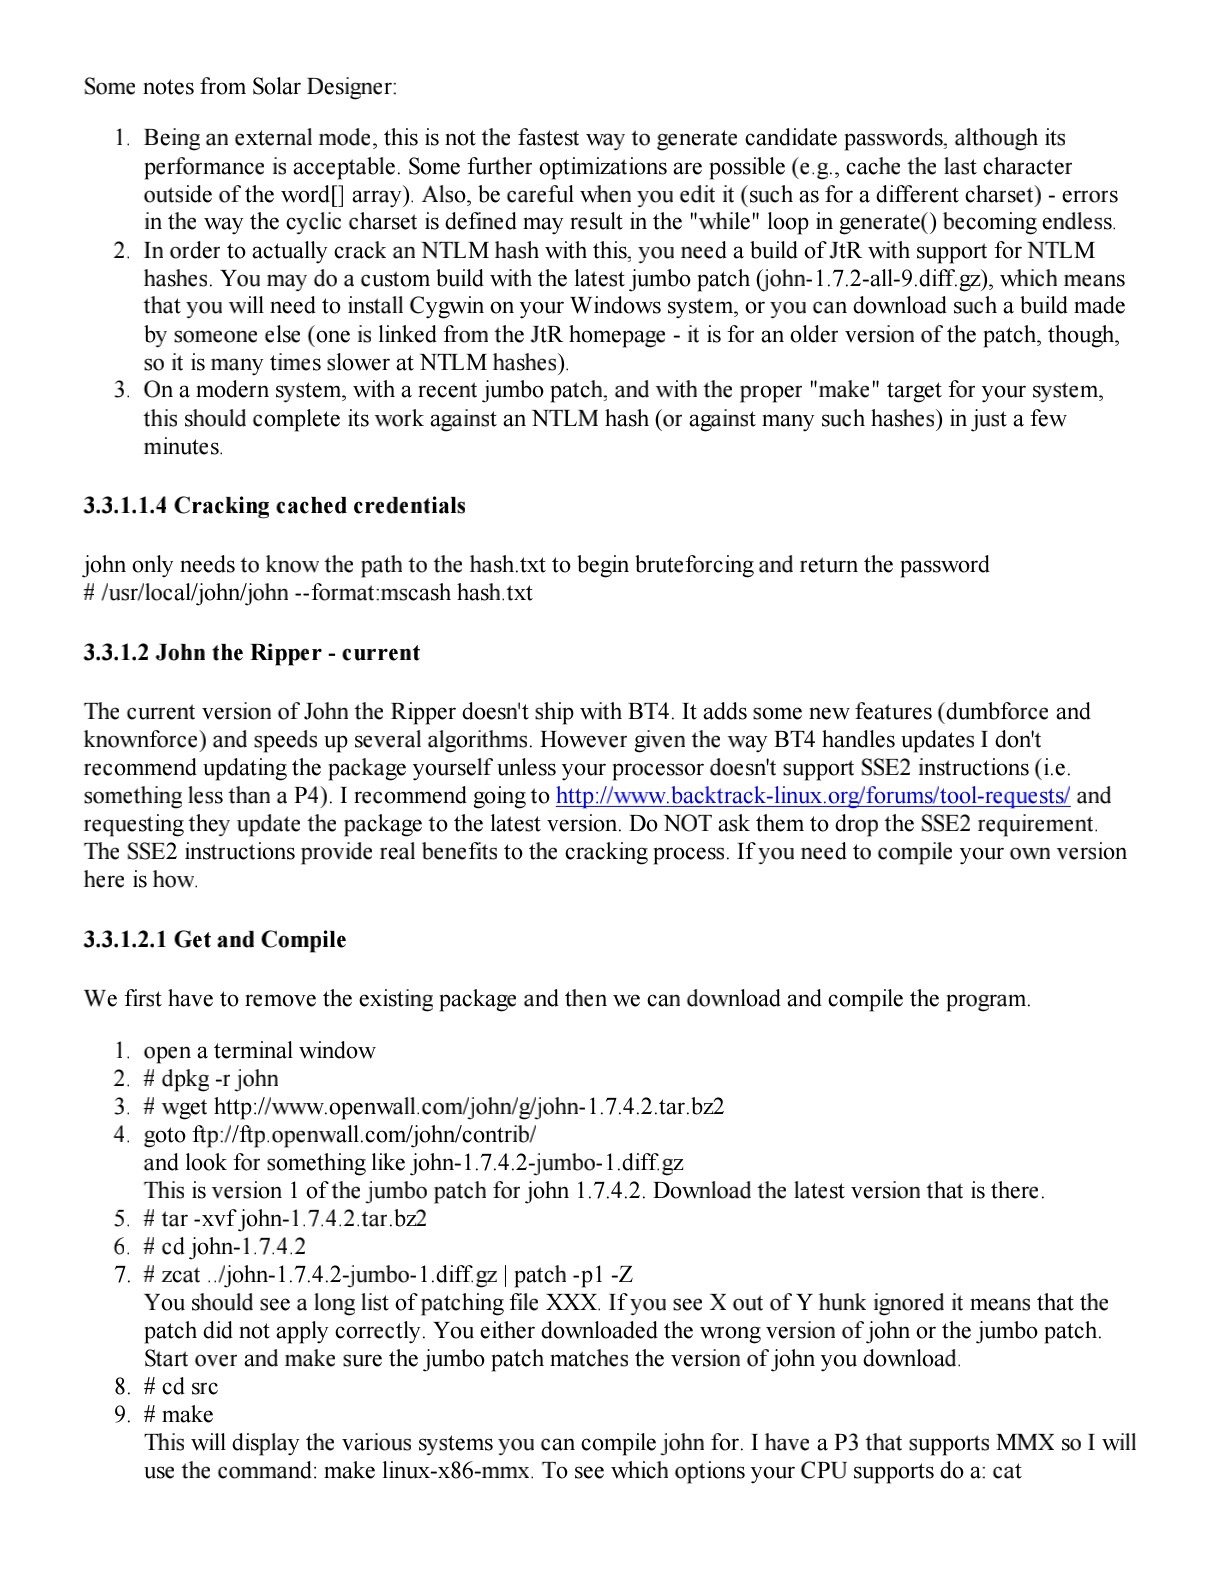 Some notes from Solar Designer:
1. Being an external mode, this is not the fastest way to generate candidate passwords, although its
performance is acceptable. Some further optimizations are possible (e.g., cache the last character
outside of the word[] array). Also, be careful when you edit it (such as for a different charset) - errors
in the way the cyclic charset is defined may result in the "while" loop in generate() becoming endless.
2. In order to actually crack an NTLM hash with this, you need a build of JtR with support for NTLM
hashes. You may do a custom build with the latest jumbo patch (john-1.7.2-all-9.diff.gz), which means
that you will need to install Cygwin on your Windows system, or you can download such a build made
by someone else (one is linked from the JtR homepage - it is for an older version of the patch, though,
so it is many times slower at NTLM hashes).
3. On a modern system, with a recent jumbo patch, and with the proper "make" target for your system,
this should complete its work against an NTLM hash (or against many such hashes) in just a few
minutes.
3.3.1.1.4 Cracking cached credentials
john only needs to know the path to the hash.txt to begin bruteforcing and return the password
# /usr/local/john/john --format:mscash hash.txt
3.3.1.2 John the Ripper - current
The current version of John the Ripper doesn't ship with BT4. It adds some new features (dumbforce and
knownforce) and speeds up several algorithms. However given the way BT4 handles updates I don't
recommend updating the package yourself unless your processor doesn't support SSE2 instructions (i.e.
something less than a P4). I recommend going to http://www.backtrack-linux.org/forums/tool-requests/ and
requesting they update the package to the latest version. Do NOT ask them to drop the SSE2 requirement.
The SSE2 instructions provide real benefits to the cracking process. If you need to compile your own version
here is how.
3.3.1.2.1 Get and Compile
We first have to remove the existing package and then we can download and compile the program.
1. open a terminal window
2. # dpkg -r john
3. # wget http://www.openwall.com/john/g/john-1.7.4.2.tar.bz2
4. goto ftp://ftp.openwall.com/john/contrib/
and look for something like john-1.7.4.2-jumbo-1.diff.gz
This is version 1 of the jumbo patch for john 1.7.4.2. Download the latest version that is there.
5. # tar -xvf john-1.7.4.2.tar.bz2
6. # cd john-1.7.4.2
7. # zcat ../john-1.7.4.2-jumbo-1.diff.gz | patch -p1 -Z
You should see a long list of patching file XXX. If you see X out of Y hunk ignored it means that the
patch did not apply correctly. You either downloaded the wrong version of john or the jumbo patch.
Start over and make sure the jumbo patch matches the version of john you download.
8. # cd src
9. # make
This will display the various systems you can compile john for. I have a P3 that supports MMX so I will
use the command: make linux-x86-mmx. To see which options your CPU supports do a: cat